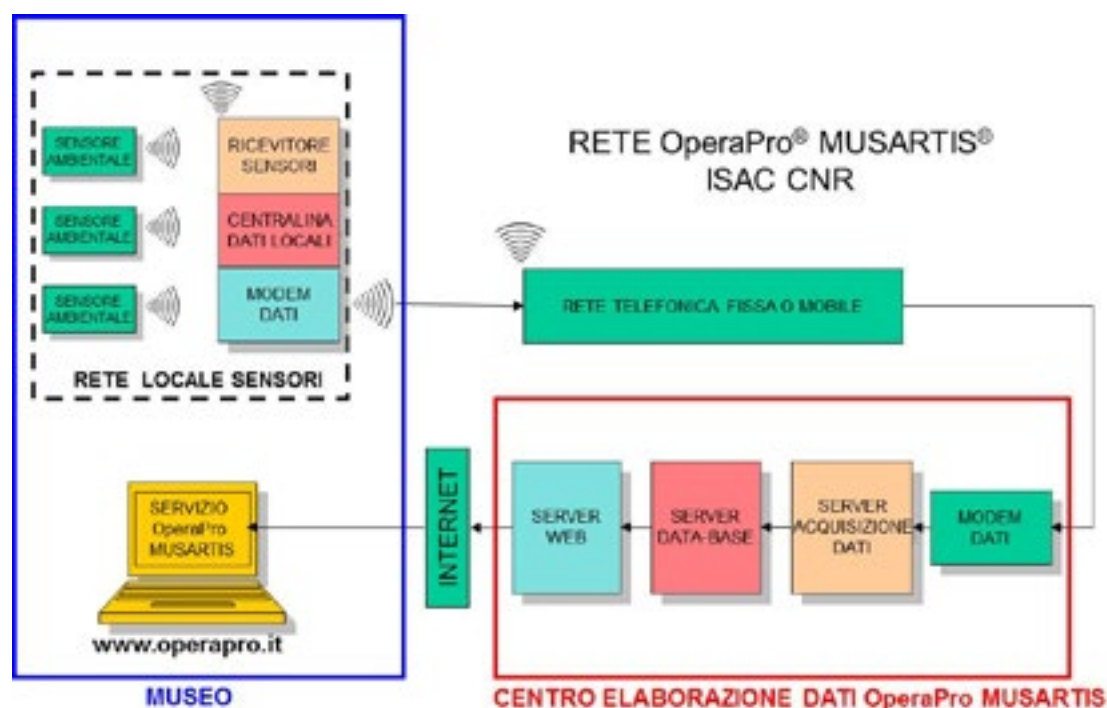 SENSORE
AMBIENTALE
SENSORE
AMBIENTALE
SENSORE
AMBIENTALE
RICEVITORE
SENSORI
CENTRALINA
DATI LOCALI
MODEM
DATI
RETE LOCALE SENSORI
RETE OperaPro® MUSARTIS®
ISAC CNR
RETE TELEFONICA FISSA O MOBILE
SERVIZIO
OperaPro
MUSARTIS
www.operapro.it
INTERNET
SERVER
WEB
SERVER
DATA-BASE
SERVER
ACQUISIZIONE
DATI
MODEM
DATI
MUSEO
CENTRO ELABORAZIONE DATI OperaPro MUSARTIS